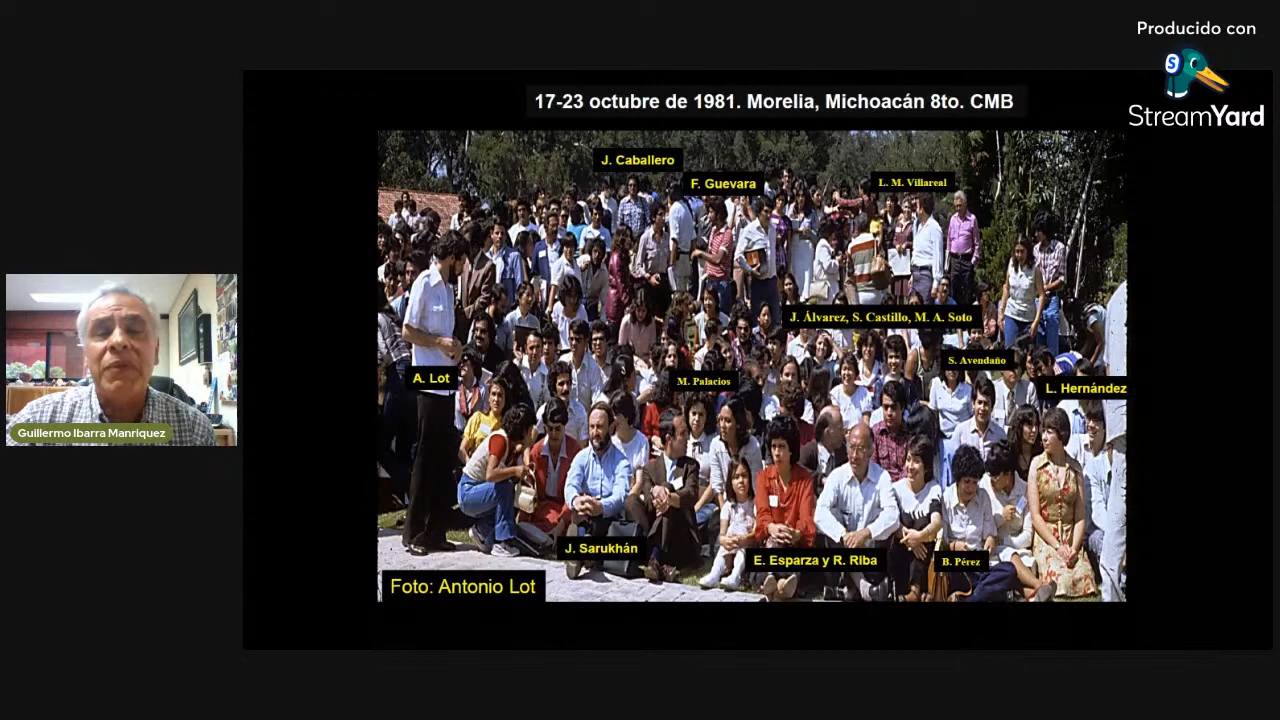 Producido con
StreamYard
17-23 octubre de 1981. Morelia, Michoacán 8to. CMB
J. Caballero
F. Guevara
L. M. Villareal
J. Álvarez, S. Castillo, M. A. Soto
S. Avendaño
A. Lot
M. Palacios
L. Hernández
Guillermo Ibarra Manriquez
J. Sarukhán
E. Esparza y R. Riba
B. Pérez
Foto: Antonio Lot